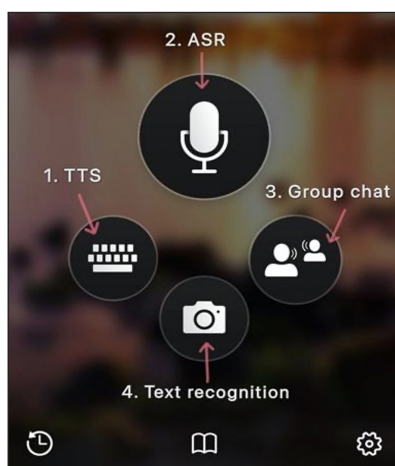 2. ASR
1. TTS
3. Group chat
4. Text recognition